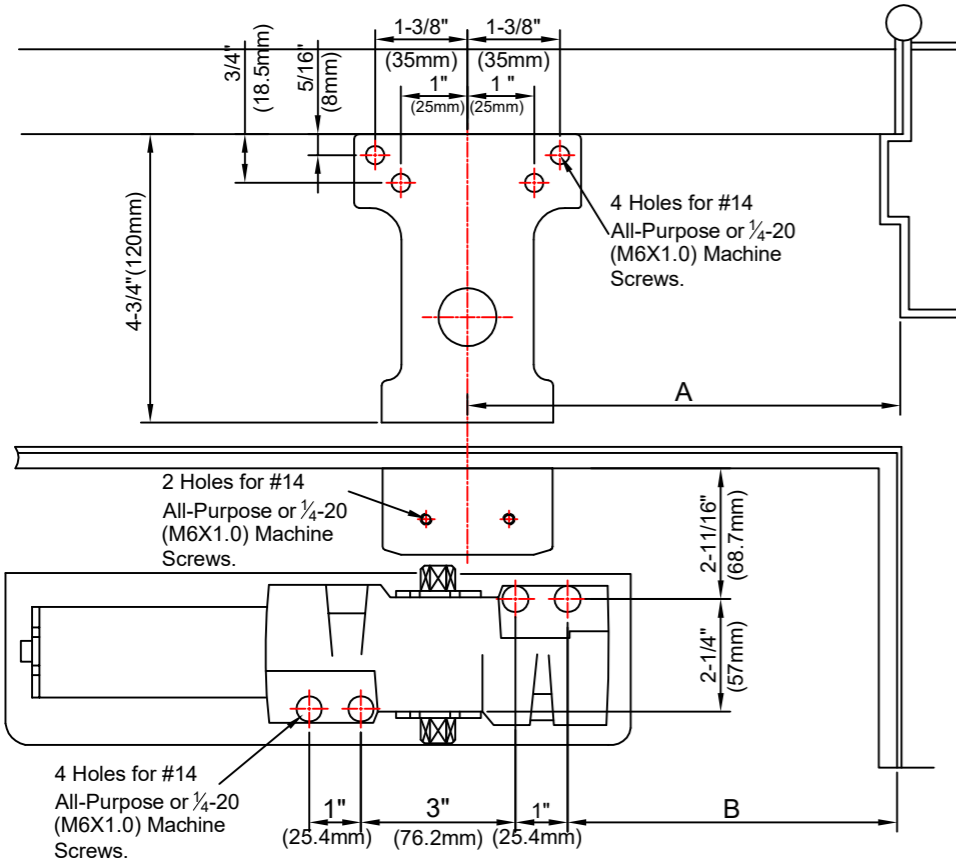 1-3/8" 1-3/8"
(35mm) (35mm)
1" 1"
(25mm) (25mm)
3/4"
(18.5mm)
5/16"
(8mm)
4 Holes for #14
All-Purpose or ¼-20
(M6X1.0) Machine
Screws.
4-3/4"(120mm)
A
2 Holes for #14
All-Purpose or ¼-20
(M6X1.0) Machine
Screws.
2-11/16"
(68.7mm)
2-1/4"
(57mm)
4 Holes for #14
All-Purpose or ¼-20
(M6X1.0) Machine
Screws.
1" 3" 1" B
(25.4mm) (76.2mm) (25.4mm)